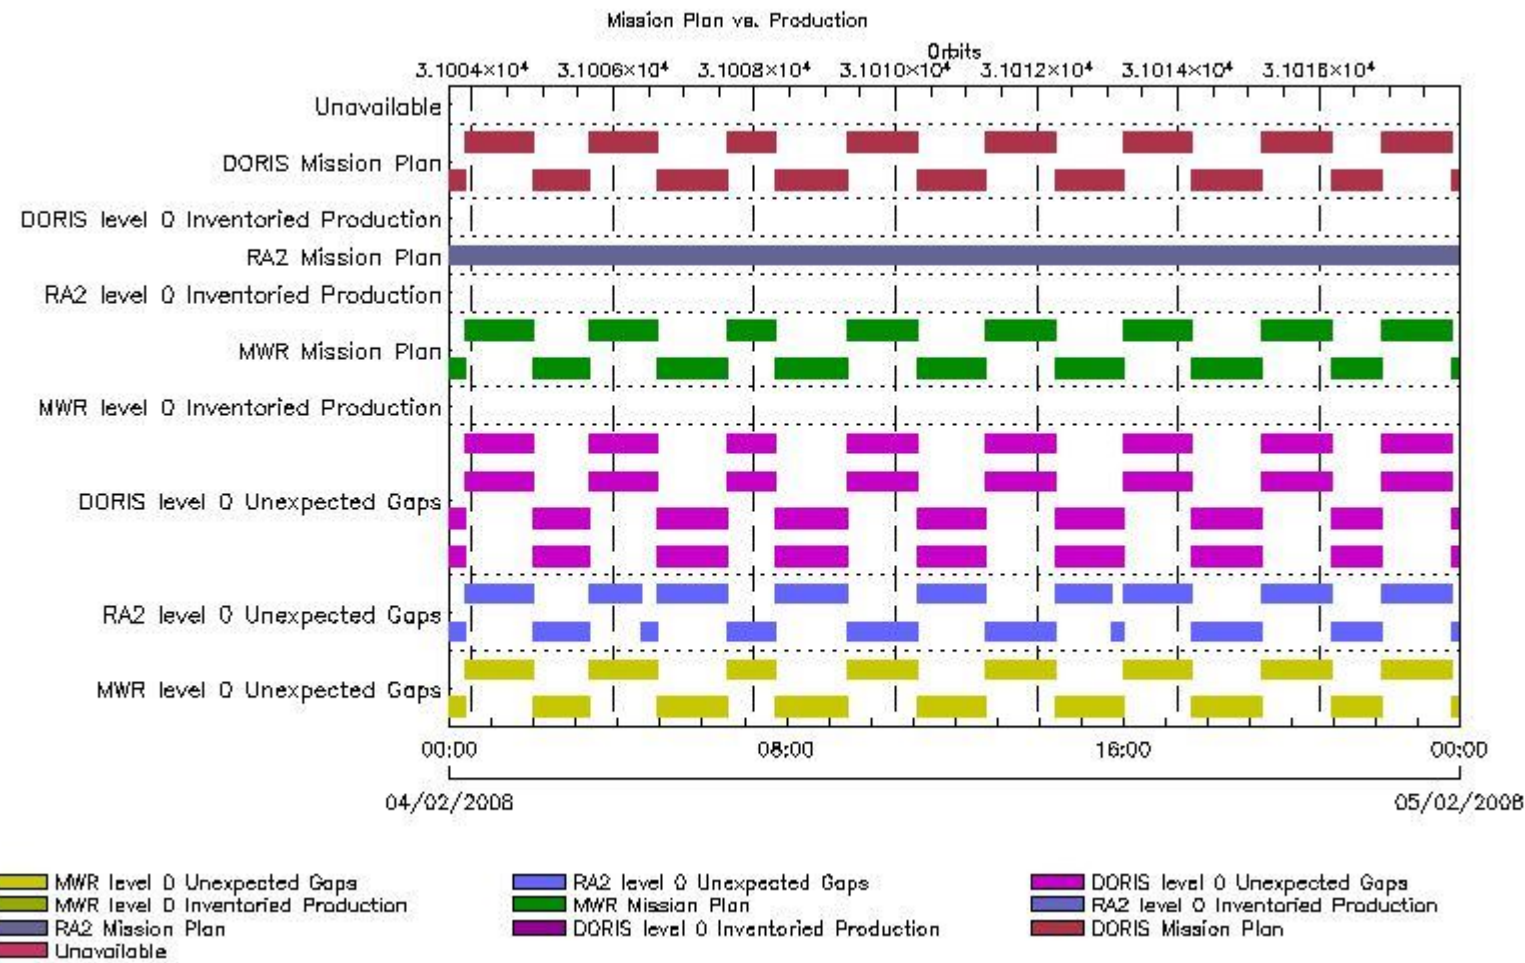 Mission Plan vs. Production
Orbits
3.1004×10⁴ 3.1006×10⁴ 3.1008×10⁴ 3.1010×10⁴ 3.1012×10⁴ 3.1014×10⁴ 3.1016×10⁴
Unavailable
DORIS Mission Plan
DORIS level 0 Inventoried Production
RA2 Mission Plan
RA2 level 0 Inventoried Production
MWR Mission Plan
MWR level 0 Inventoried Production
DORIS level 0 Unexpected Gaps
RA2 level 0 Unexpected Gaps
MWR level 0 Unexpected Gaps
00:00 08:00 16:00 00:00
04/02/2008 05/02/2008
MWR level 0 Unexpected Gaps RA2 level 0 Unexpected Gaps DORIS level 0 Unexpected Gaps
MWR level 0 Inventoried Production MWR Mission Plan RA2 level 0 Inventoried Production
RA2 Mission Plan DORIS level 0 Inventoried Production DORIS Mission Plan
Unavailable